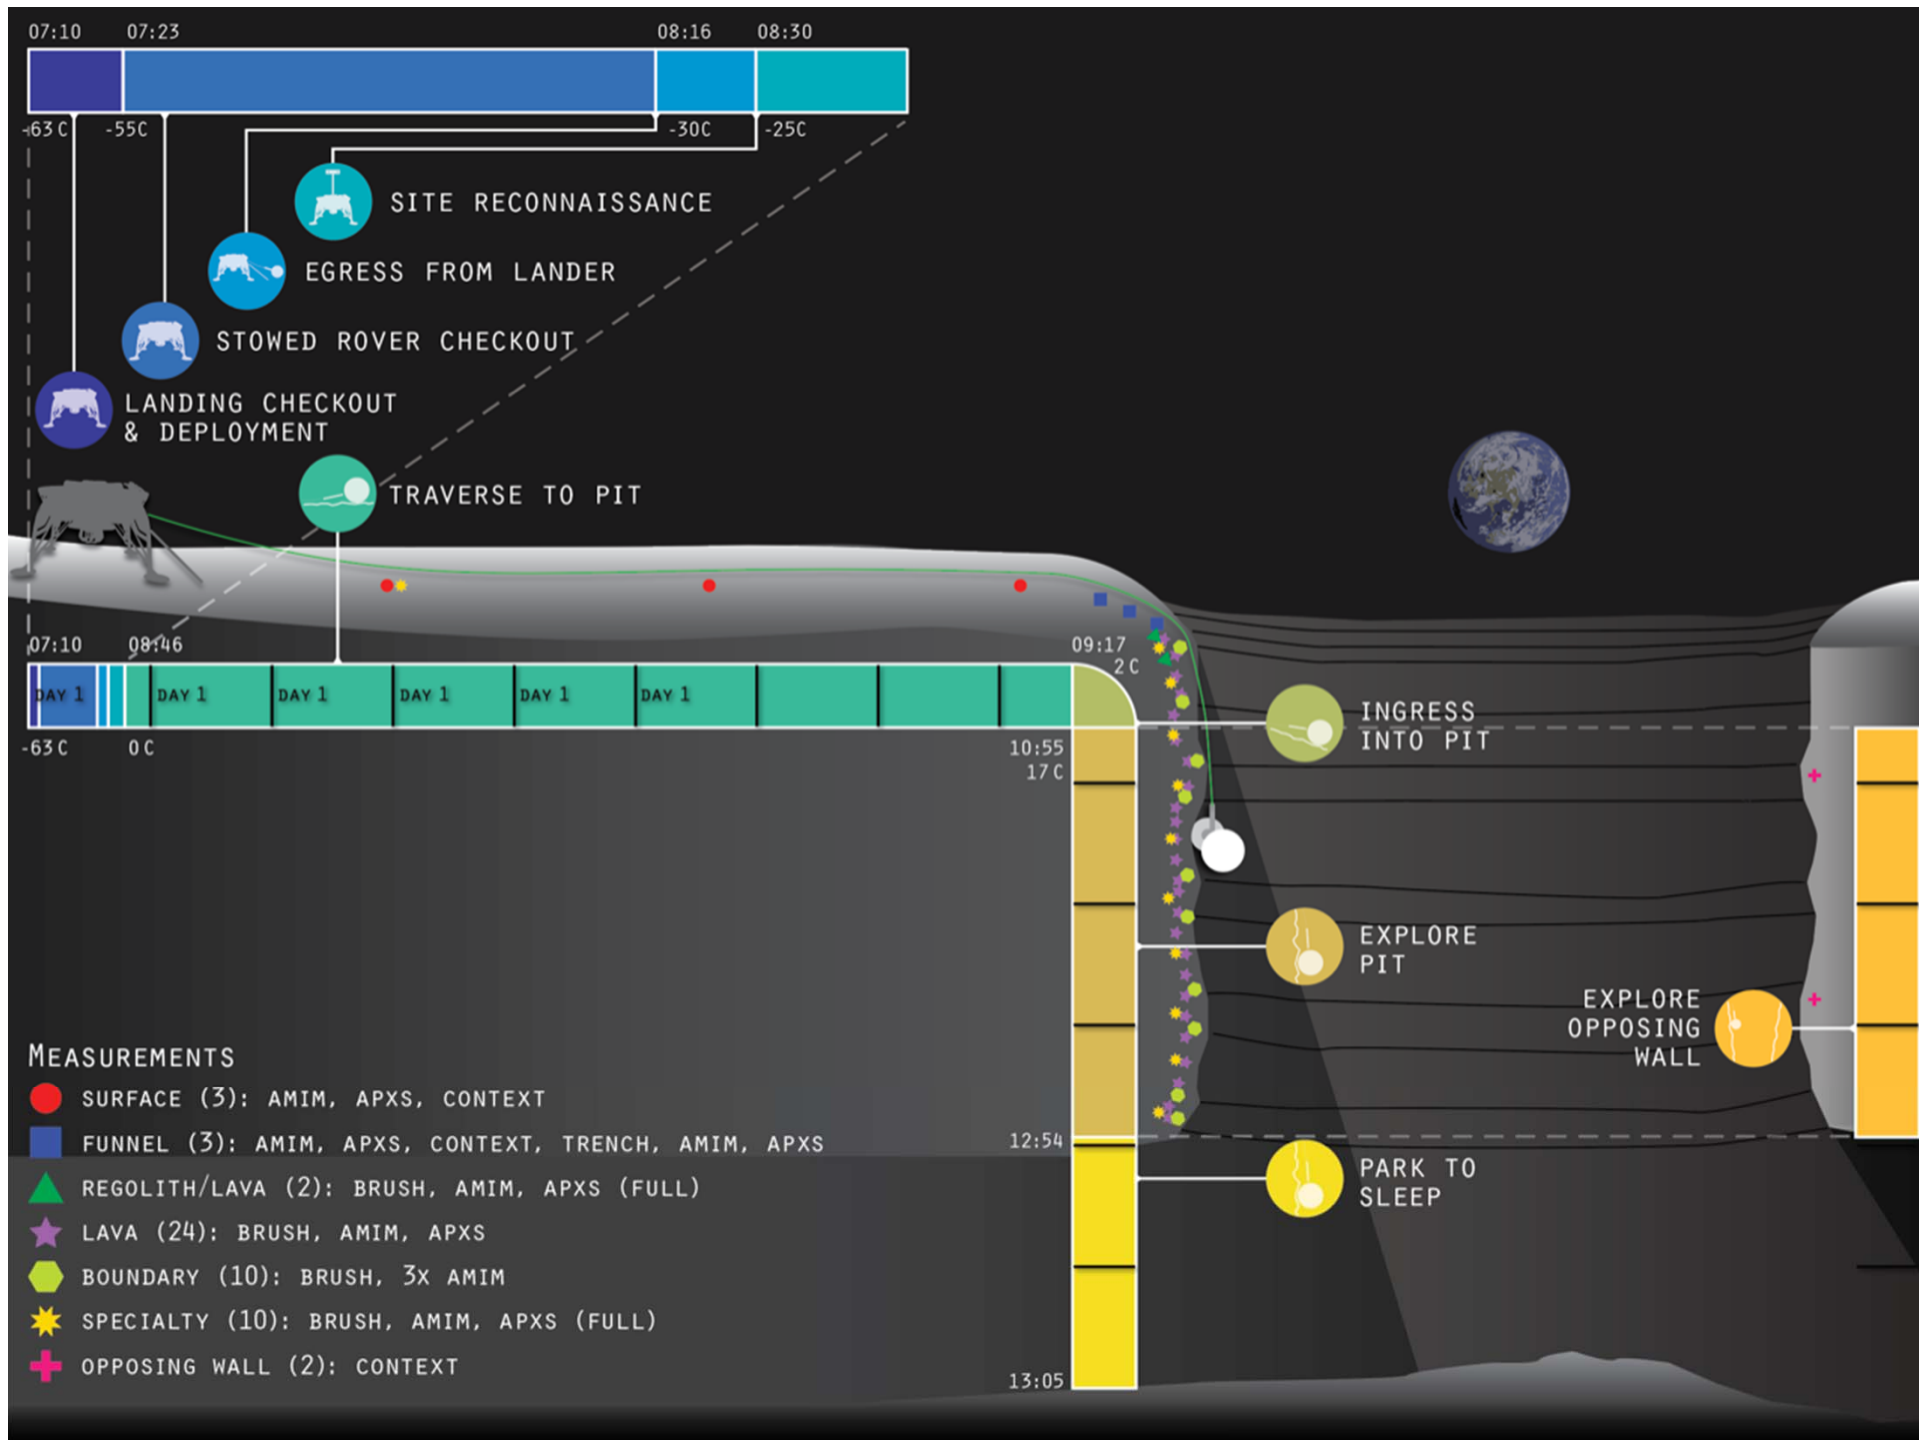 07:10 07:23 08:16 08:30
-63C -55C -30C -25C
SITE RECONNAISSANCE
EGRESS FROM LANDER
STOWED ROVER CHECKOUT
LANDING CHECKOUT
& DEPLOYMENT
TRAVERSE TO PIT
07:10 08:46 09:17
2C
DAY 1 DAY 1 DAY 1 DAY 1 DAY 1 DAY 1
-63C 0C 10:55
17C
INGRESS
INTO PIT
EXPLORE
PIT
EXPLORE
OPPOSING
WALL
12:54
PARK TO
SLEEP
13:05
MEASUREMENTS
SURFACE (3): AMIM, APXS, CONTEXT
FUNNEL (3): AMIM, APXS, CONTEXT, TRENCH, AMIM, APXS
REGOLITH/LAVA (2): BRUSH, AMIM, APXS (FULL)
LAVA (24): BRUSH, AMIM, APXS
BOUNDARY (10): BRUSH, 3X AMIM
SPECIALTY (10): BRUSH, AMIM, APXS (FULL)
OPPOSING WALL (2): CONTEXT